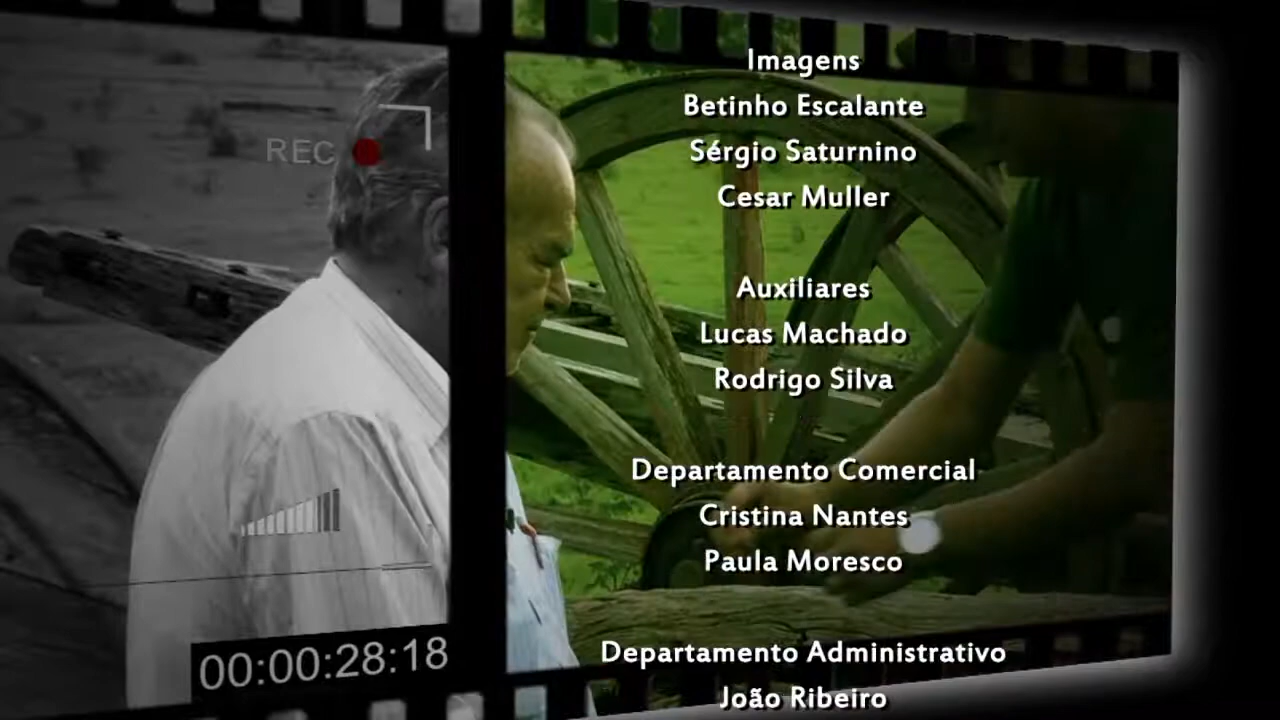 Imagens
Betinho Escalante
Sérgio Saturnino
Cesar Muller
REC
Auxiliares
Lucas Machado
Rodrigo Silva
Departamento Comercial
Cristina Nantes
Paula Moresco
Departamento Administrativo
João Ribeiro
00:00:28:18